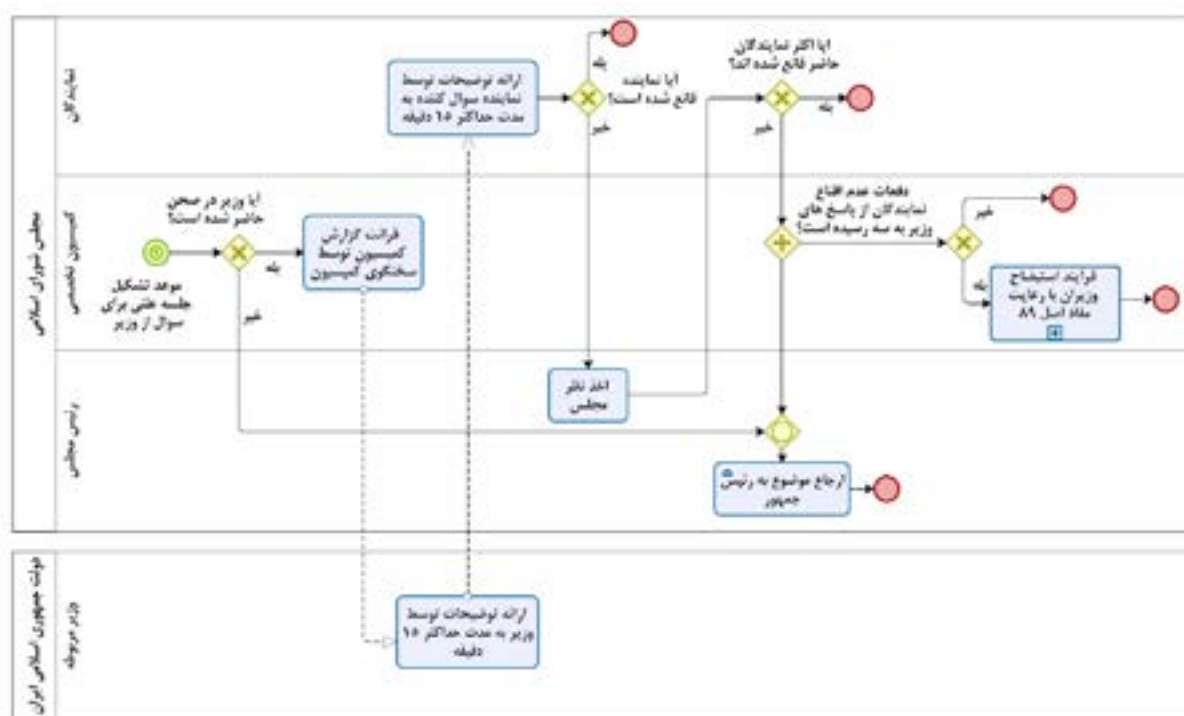 مجلس شورای اسلامی
نمایندگان
ارائه توضیحات توسط
نماینده سوال کننده به
مدت حداکثر ۱۵ دقیقه
بله
آیا نماینده
قانع شده است؟
خیر
آیا اکثر نمایندگان
حاضر قانع شده اند؟
بله
خیر
کمیسیون تخصصی
موعد تشکیل
جلسه علنی برای
سوال از وزیر
آیا وزیر در صحن
حاضر شده است؟
بله
خیر
قرائت گزارش
کمیسیون توسط
سخنگوی کمیسیون
دفعات عدم اقناع
نمایندگان از پاسخ های
وزیر به سه رسیده است؟
خیر
بله
فرآیند استیضاح
وزیران با رعایت
مفاد اصل ۸۹
رئیس مجلس
اخذ نظر
مجلس
ارجاع موضوع به رئیس
جمهور
دولت جمهوری اسلامی ایران
وزیر مربوطه
ارائه توضیحات توسط
وزیر به مدت حداکثر ۱۵
دقیقه